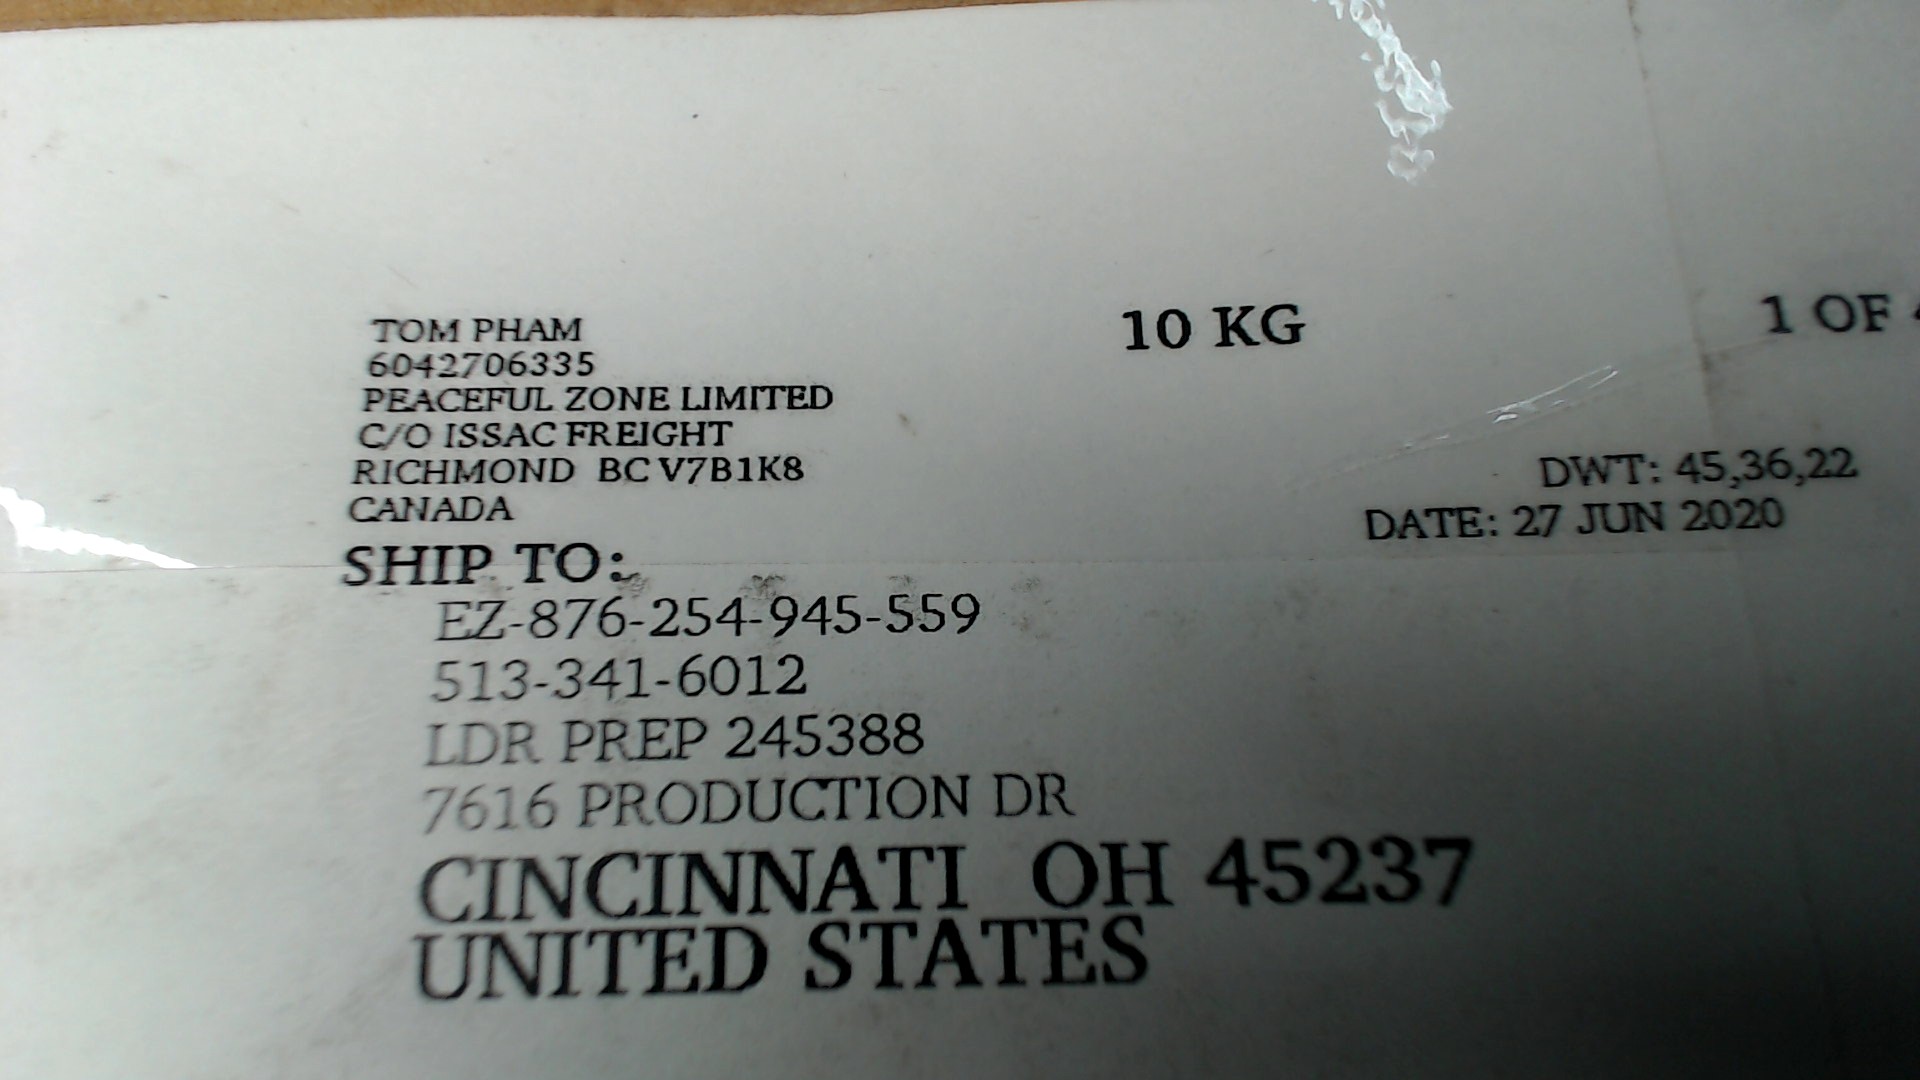 TOM PHAM
6042706335
PEACEFUL ZONE LIMITED
C/O ISSAC FREIGHT
RICHMOND BC V7B1K8
CANADA
10 KG
1 OF
DWT: 45,36,22
DATE: 27 JUN 2020
SHIP TO:
EZ-876-254-945-559
513-341-6012
LDR PREP 245388
7616 PRODUCTION DR
CINCINNATI OH 45237
UNITED STATES